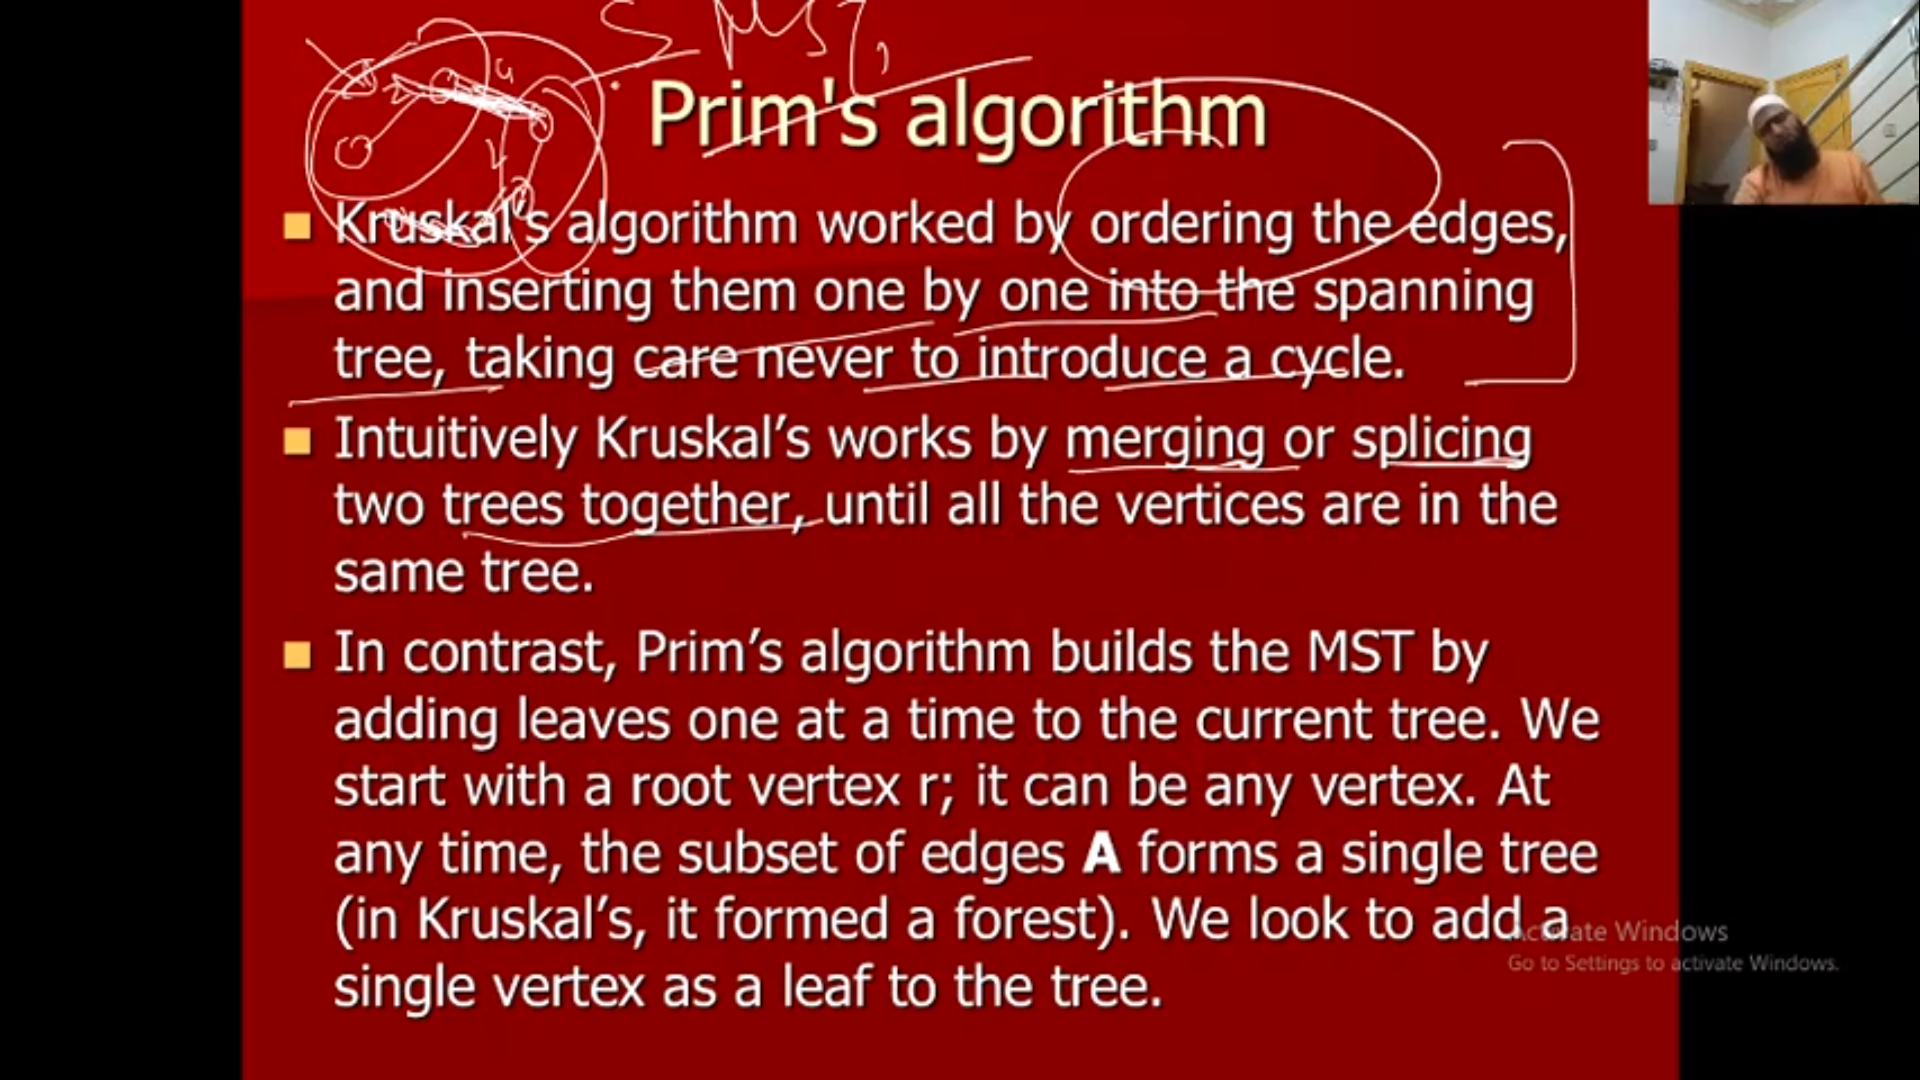 MST
Prim's algorithm
Kruskal's algorithm worked by ordering the edges,
and inserting them one by one into the spanning
tree, taking care never to introduce a cycle.
Intuitively Kruskal’s works by merging or splicing
two trees together, until all the vertices are in the
same tree.
In contrast, Prim’s algorithm builds the MST by
adding leaves one at a time to the current tree. We
start with a root vertex r; it can be any vertex. At
any time, the subset of edges A forms a single tree
(in Kruskal’s, it formed a forest). We look to add a
single vertex as a leaf to the tree.
Activate Windows
Go to Settings to activate Windows.